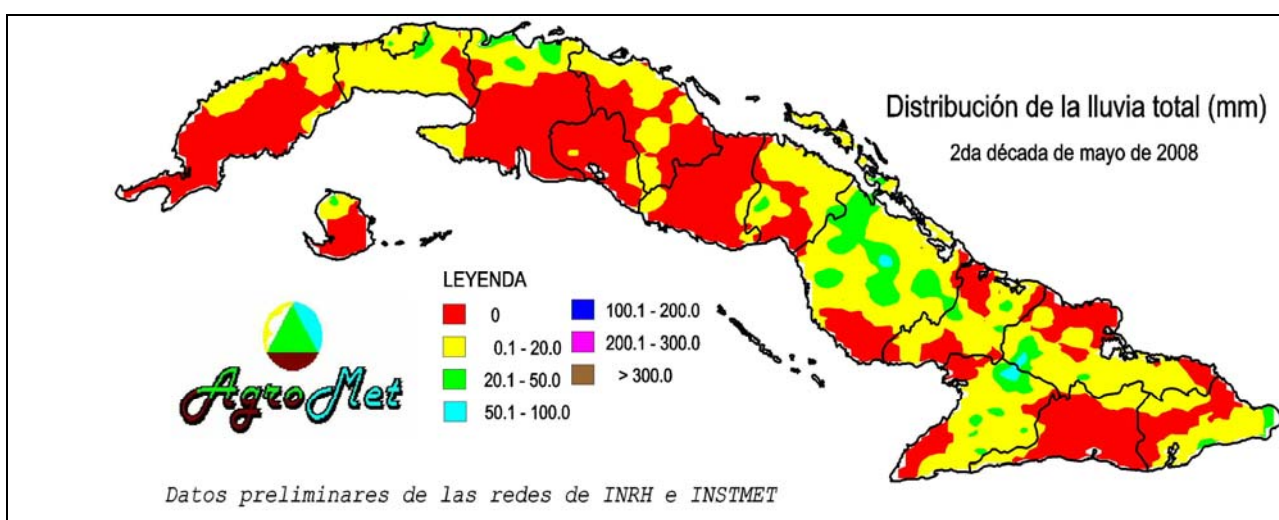 Distribución de la lluvia total (mm)
2da década de mayo de 2008
LEYENDA
0
0.1 - 20.0
20.1 - 50.0
50.1 - 100.0
100.1 - 200.0
200.1 - 300.0
> 300.0
AgroMet
Datos preliminares de las redes de INRH e INSTMET